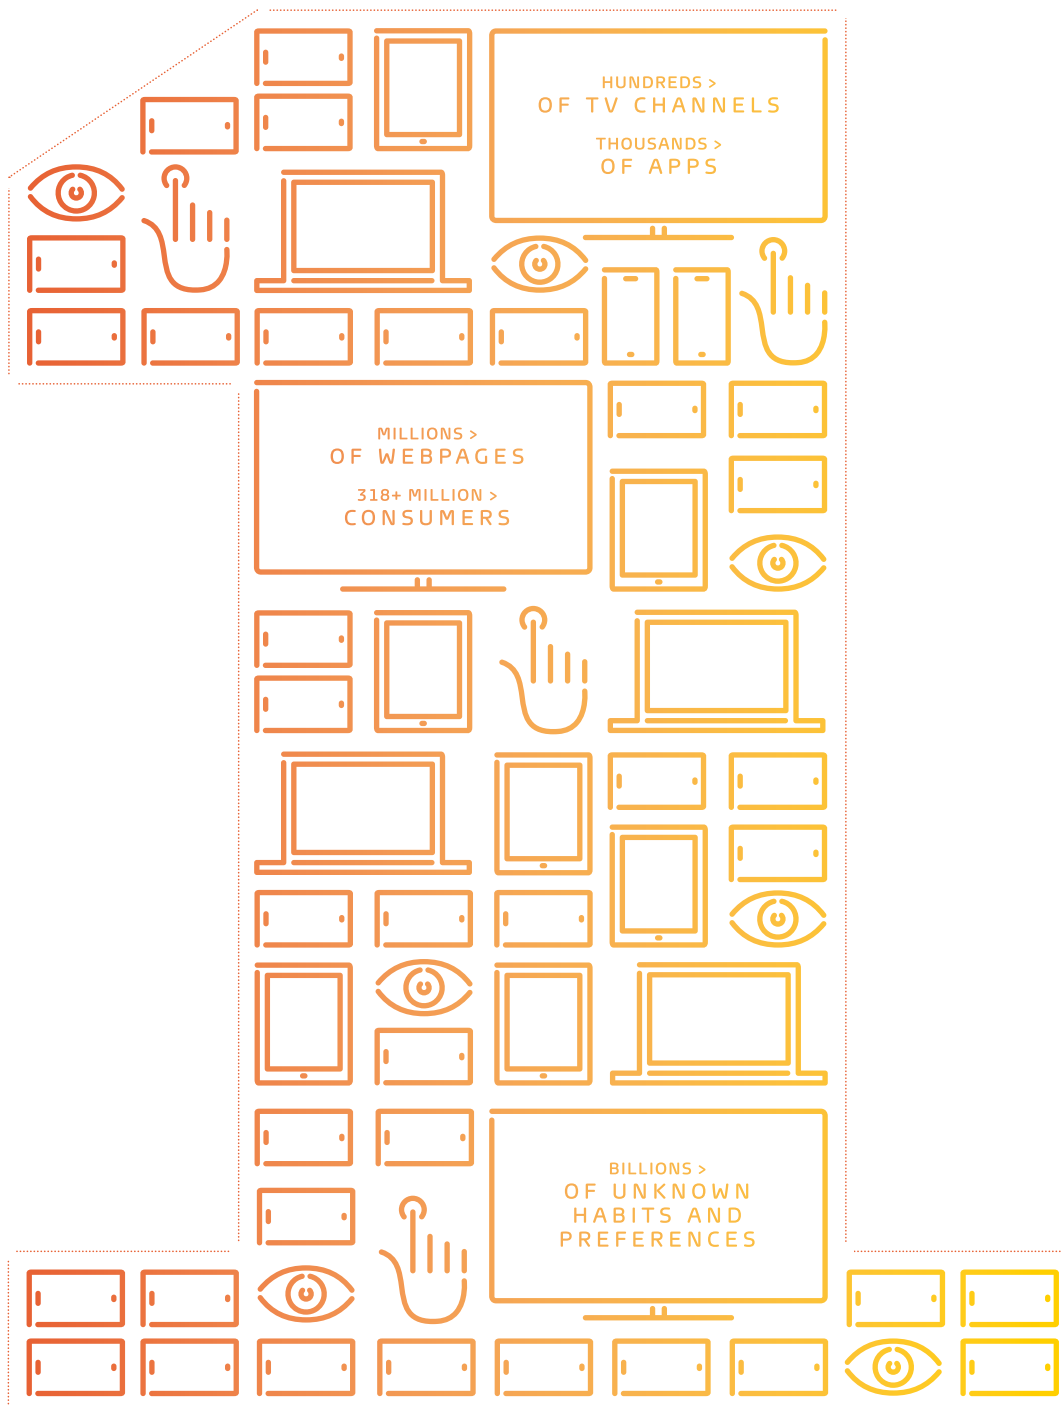 HUNDREDS >
OF TV CHANNELS
THOUSANDS >
OF APPS
MILLIONS >
OF WEBPAGES
318+ MILLION >
CONSUMERS
BILLIONS >
OF UNKNOWN
HABITS AND
PREFERENCES